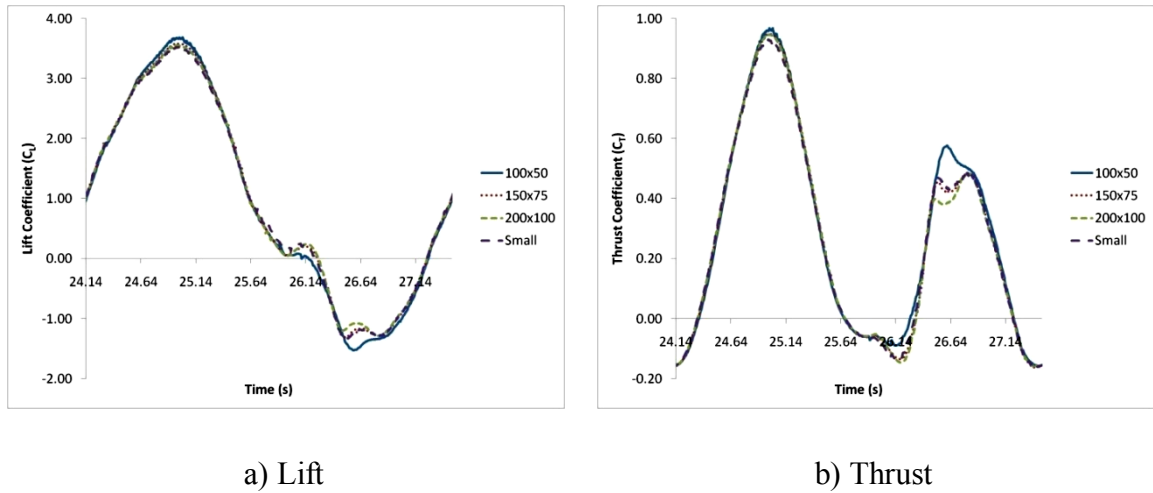 4.00
3.00
2.00
1.00
0.00
-1.00
-2.00
Lift Coefficient (CL)
24.14 24.64 25.14 25.64 26.14 26.64 27.14
Time (s)
100x50
150x75
200x100
Small
1.00
0.80
0.60
0.40
0.20
0.00
-0.20
Thrust Coefficient (CT)
24.14 24.64 25.14 25.64 26.14 26.64 27.14
Time (s)
100x50
150x75
200x100
Small
a) Lift
b) Thrust